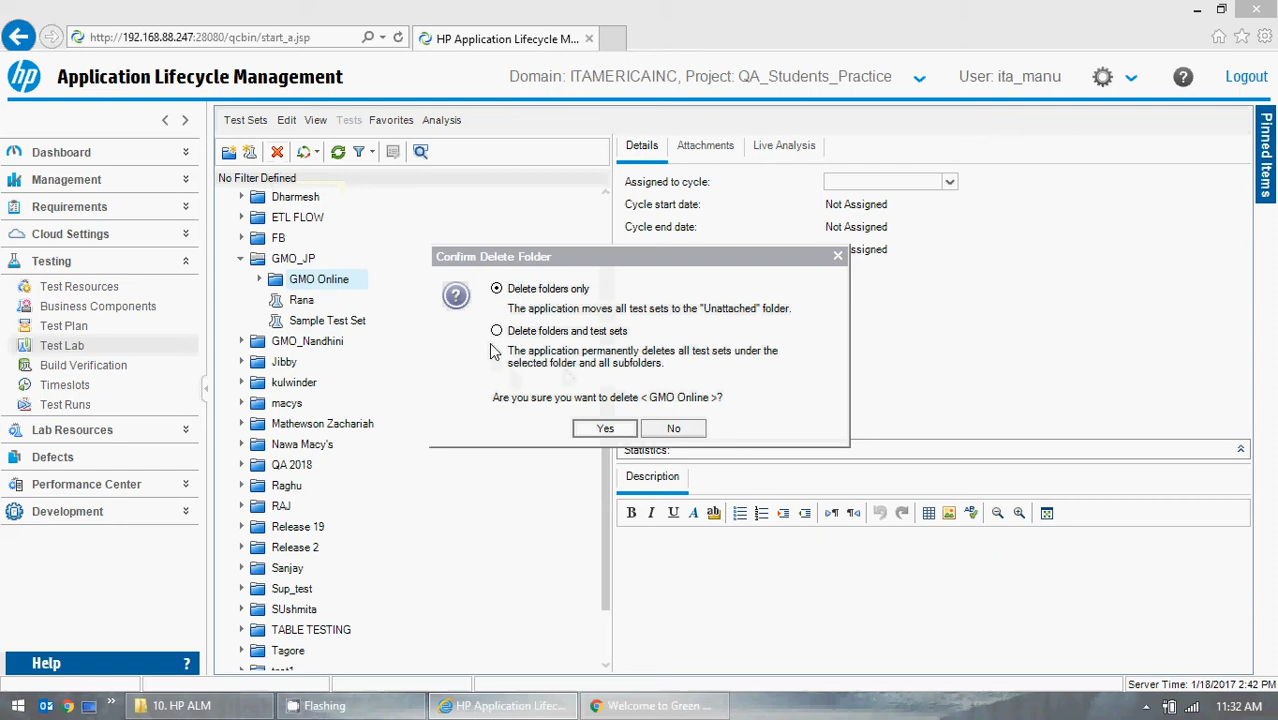 http://192.168.88.247:28080/qcbin/start_a.jsp
HP Application Lifecycle M...
hp
Application Lifecycle Management
Domain: ITAMERICAINC, Project: QA_Students_Practice
User: ita_manu
?
Logout
Dashboard
Management
Requirements
Cloud Settings
Testing
Test Resources
Business Components
Test Plan
Test Lab
Build Verification
Timeslots
Test Runs
Lab Resources
Defects
Performance Center
Development
Help ?
Test Sets Edit View Tests Favorites Analysis
No Filter Defined
Dharmesh
ETL FLOW
FB
GMO_JP
GMO Online
Rana
Sample Test Set
GMO_Nandhini
Jibby
kulwinder
macys
Mathewson Zachariah
Nawa Macy's
QA 2018
Raghu
RAJ
Release 19
Release 2
Sanjay
Sup_test
SUshmita
TABLE TESTING
Tagore
test1
Details Attachments Live Analysis
Assigned to cycle:
Cycle start date: Not Assigned
Cycle end date: Not Assigned
Assigned
Confirm Delete Folder
?
Delete folders only
The application moves all test sets to the "Unattached" folder.
Delete folders and test sets
The application permanently deletes all test sets under the
selected folder and all subfolders.
Are you sure you want to delete < GMO Online >?
Yes No
Statistics:
Description
B I U A ab
Pinned Items
Server Time: 1/18/2017 2:42 PM
10. HP ALM
Flashing
HP Application Lifec...
Welcome to Green ...
11:32 AM